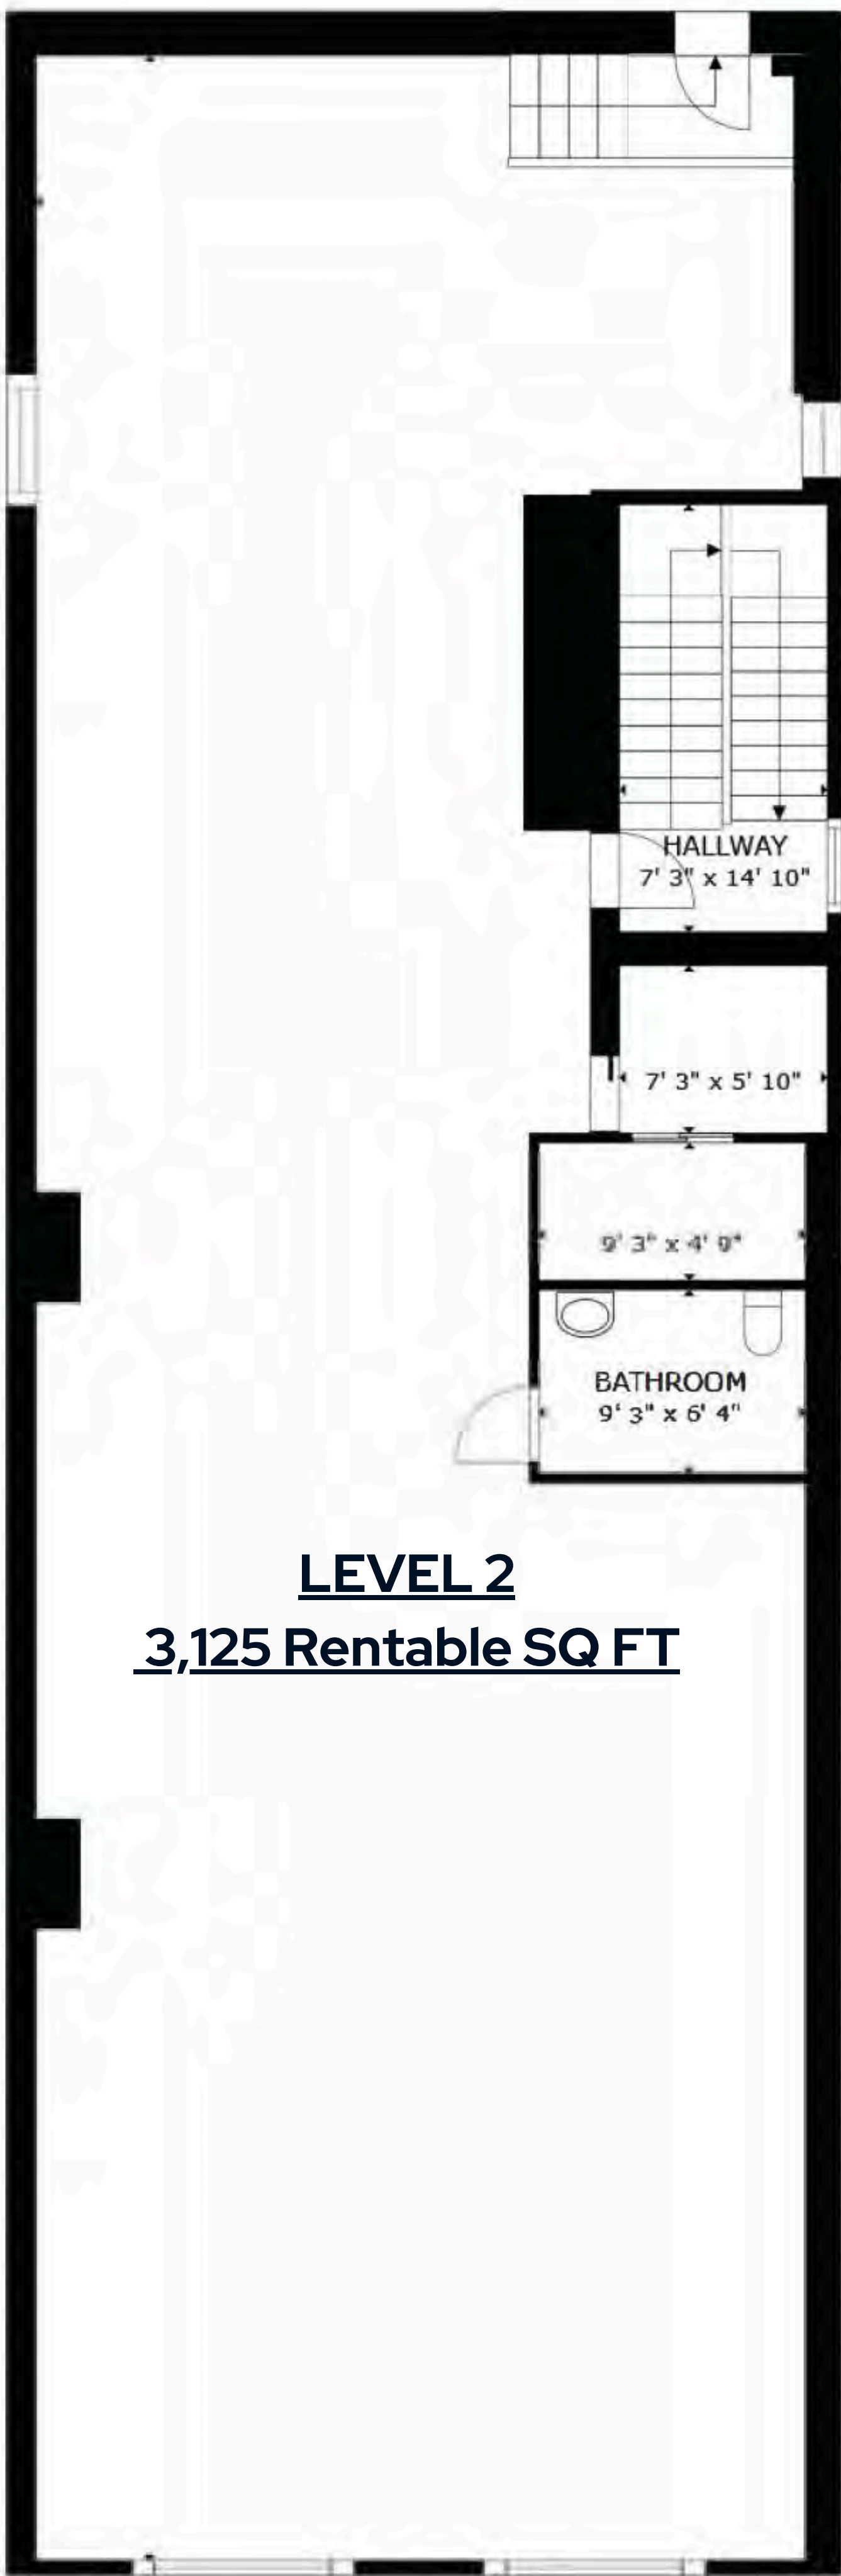 HALLWAY
7' 3" x 14' 10"
7' 3" x 5' 10"
9' 3" x 4' 9"
BATHROOM
9' 3" x 6' 4"
LEVEL 2
3,125 Rentable SQ FT